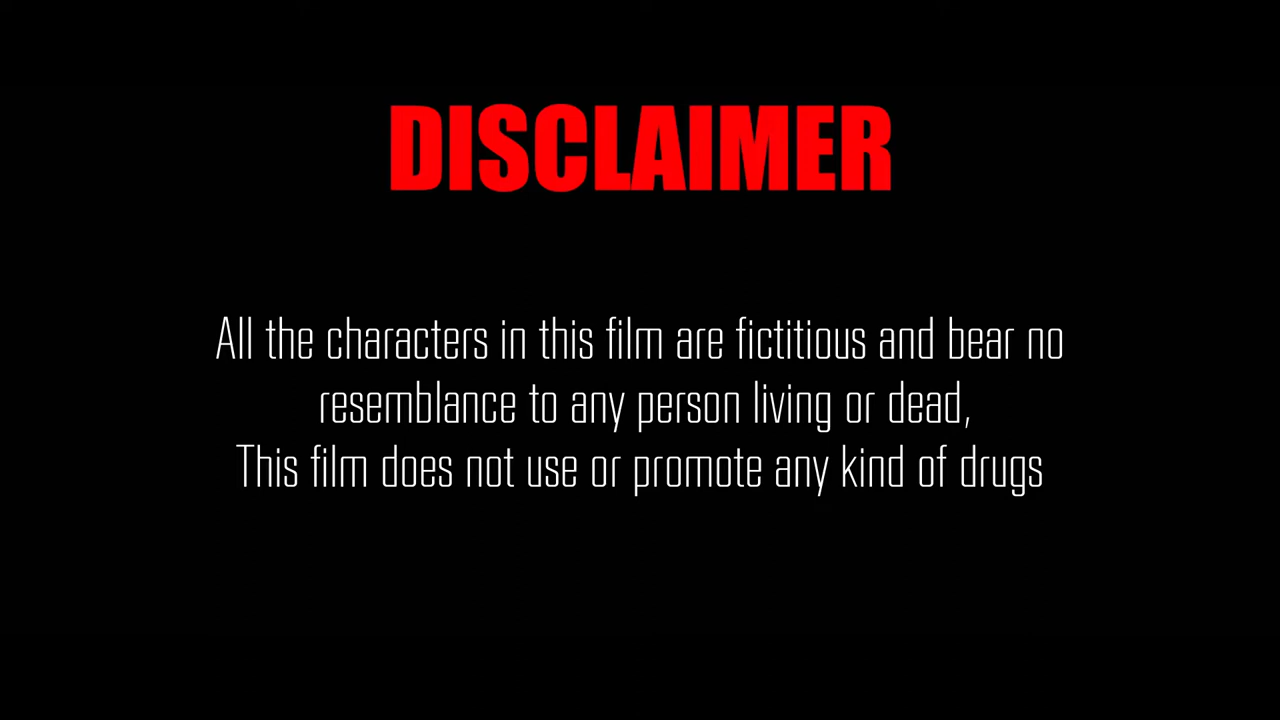 DISCLAIMER
All the characters in this film are fictitious and bear no
resemblance to any person living or dead,
This film does not use or promote any kind of drugs